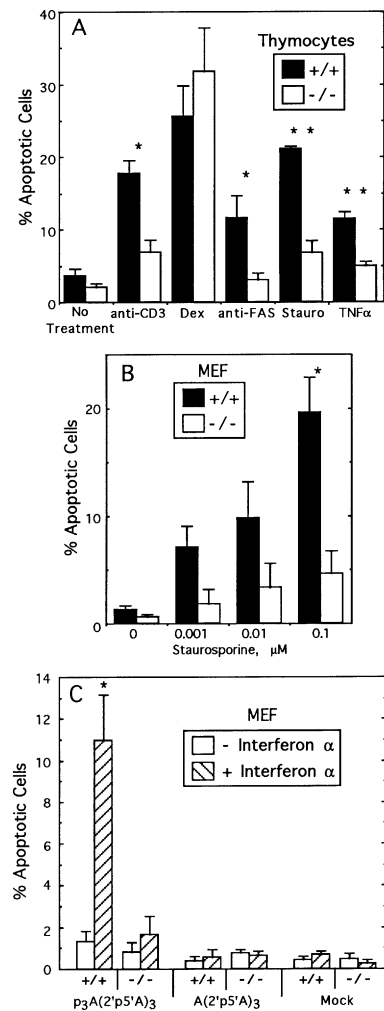 A
Thymocytes
+/+
-/-
% Apoptotic Cells
40
30
20
10
0
*
*
* *
* *
No Treatment
anti-CD3
Dex
anti-FAS
Stauro
TNFα
B
MEF
+/+
-/-
% Apoptotic Cells
20
10
0
*
0
0.001
0.01
0.1
Staurosporine, μM
C
MEF
- Interferon α
+ Interferon α
% Apoptotic Cells
14
12
10
8
6
4
2
0
*
+/+ -/- +/+ -/- +/+ -/-
p3A(2'p5'A)3 A(2'p5'A)3 Mock